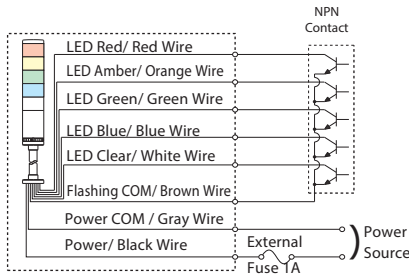 NPN
Contact
LED Red/ Red Wire
LED Amber/ Orange Wire
LED Green/ Green Wire
LED Blue/ Blue Wire
LED Clear/ White Wire
Flashing COM/ Brown Wire
Power COM / Gray Wire
Power/ Black Wire
External
Fuse 1A
Power
Source